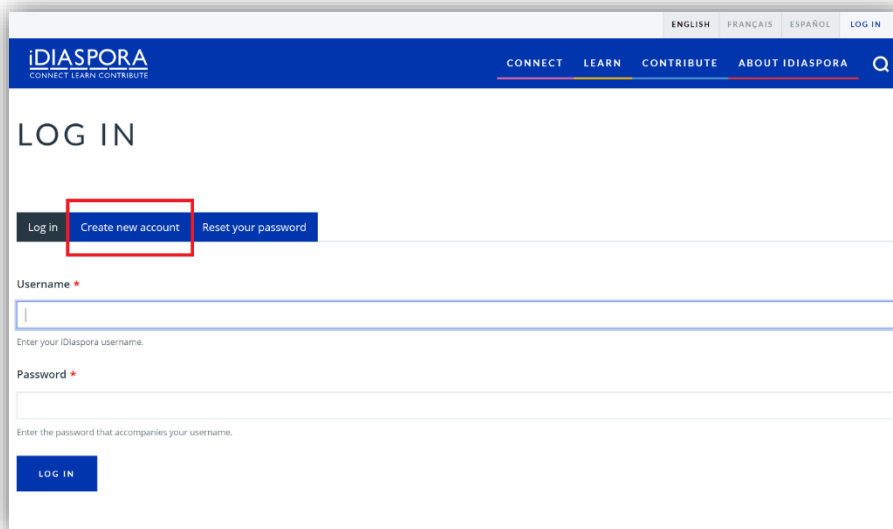 ENGLISH FRANÇAIS ESPAÑOL LOG IN
iDIASPORA
CONNECT LEARN CONTRIBUTE
CONNECT LEARN CONTRIBUTE ABOUT IDIASPORA
LOG IN
Log in Create new account Reset your password
Username *
Enter your iDiaspora username.
Password *
Enter the password that accompanies your username.
LOG IN